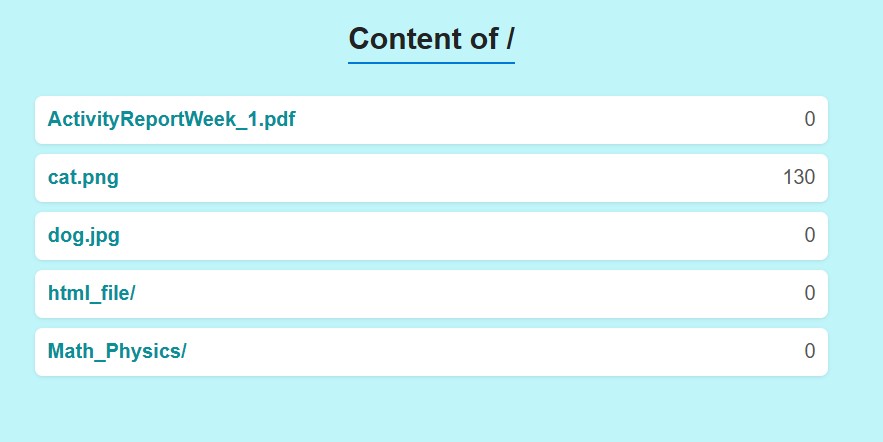 Content of /
ActivityReportWeek_1.pdf 0
cat.png 130
dog.jpg 0
html_file/ 0
Math_Physics/ 0